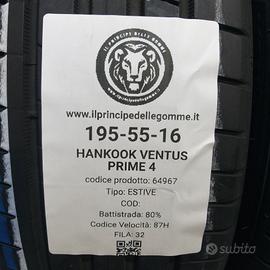 IL PRINCIPE DELLE GOMME
www.ilprincipedellegomme.it
195-55-16
HANKOOK VENTUS
PRIME 4
codice prodotto: 64967
Tipo: ESTIVE
COD:
Battistrada: 80%
Codice Velocità: 87H
FILA: 32
subito